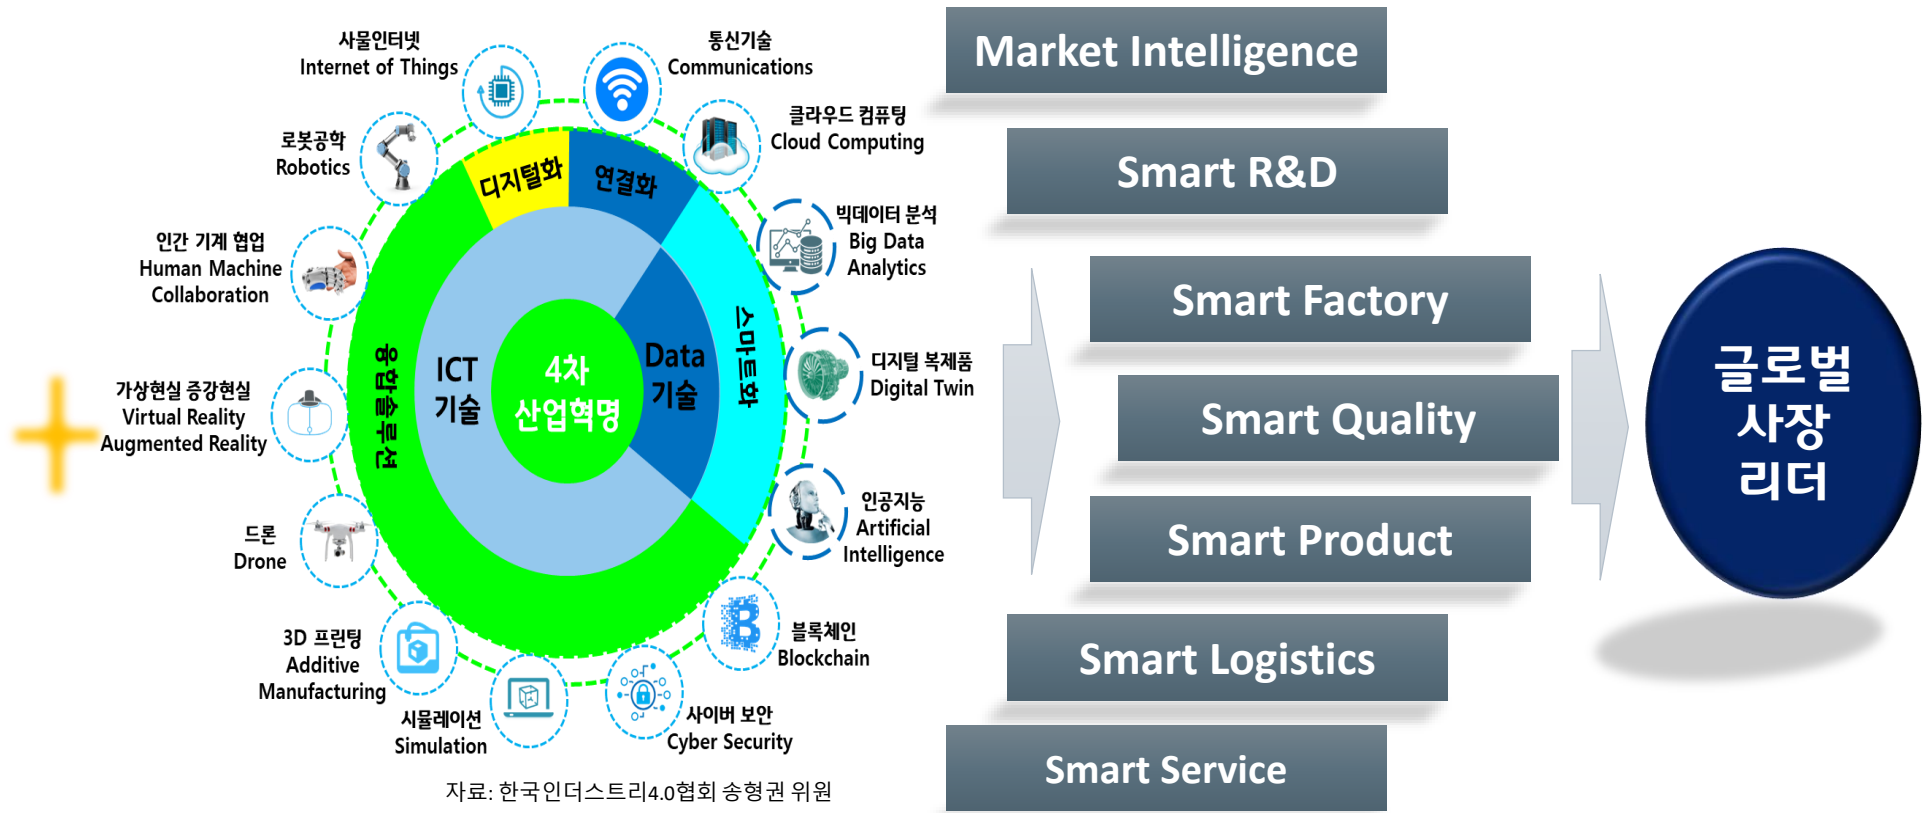 사물인터넷
Internet of Things
통신기술
Communications
클라우드 컴퓨팅
Cloud Computing
로봇공학
Robotics
빅데이터 분석
Big Data
Analytics
인간 기계 협업
Human Machine
Collaboration
디지털 복제품
Digital Twin
가상현실 증강현실
Virtual Reality
Augmented Reality
인공지능
Artificial
Intelligence
드론
Drone
블록체인
Blockchain
3D 프린팅
Additive
Manufacturing
사이버 보안
Cyber Security
시뮬레이션
Simulation
디지털화
연결화
스마트화
융합솔루션
ICT
기술
Data
기술
4차
산업혁명
자료: 한국인더스트리4.0협회 송형권 위원
Market Intelligence
Smart R&D
Smart Factory
Smart Quality
Smart Product
Smart Logistics
Smart Service
글로벌
사장
리더